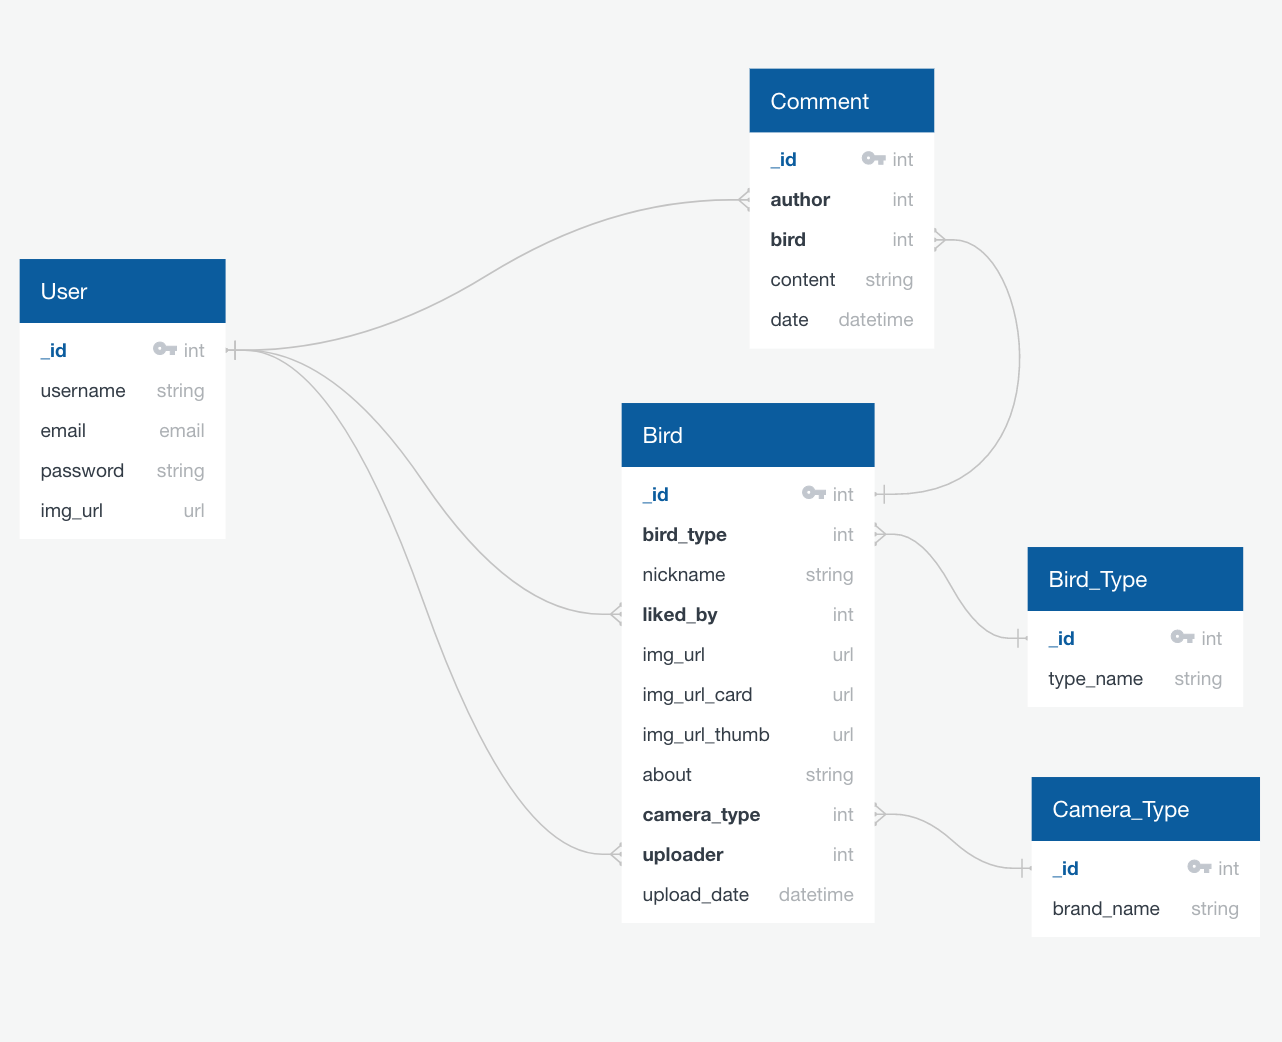 Comment
_id int
author int
bird int
content string
date datetime
User
_id int
username string
email email
password string
img_url url
Bird
_id int
bird_type int
nickname string
liked_by int
img_url url
img_url_card url
img_url_thumb url
about string
camera_type int
uploader int
upload_date datetime
Bird_Type
_id int
type_name string
Camera_Type
_id int
brand_name string